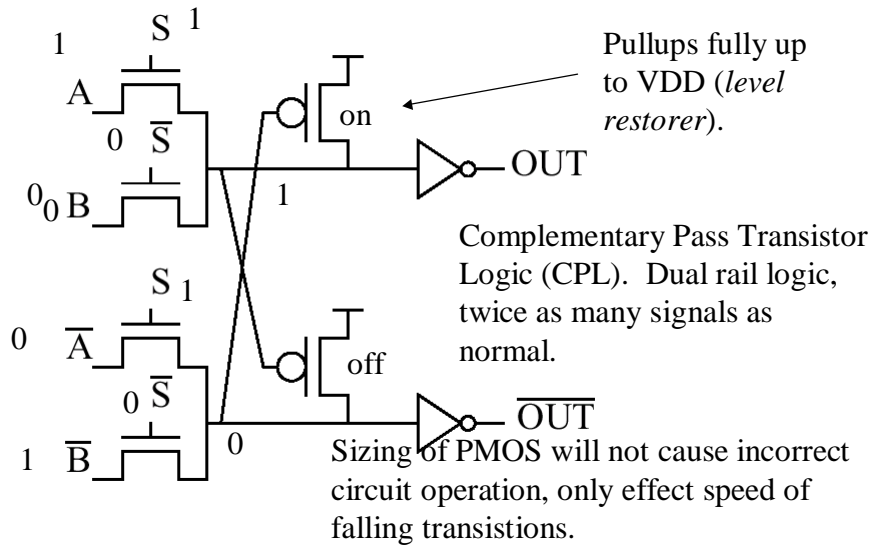 1 S 1
A
0 S̅
0 0 B
on
1
OUT
Pullups fully up
to VDD (level
restorer).
Complementary Pass Transistor
Logic (CPL).  Dual rail logic,
twice as many signals as
normal.
S 1
0 A̅
0 S̅
1 B̅
off
0
O̅U̅T̅
Sizing of PMOS will not cause incorrect
circuit operation, only effect speed of
falling transistions.